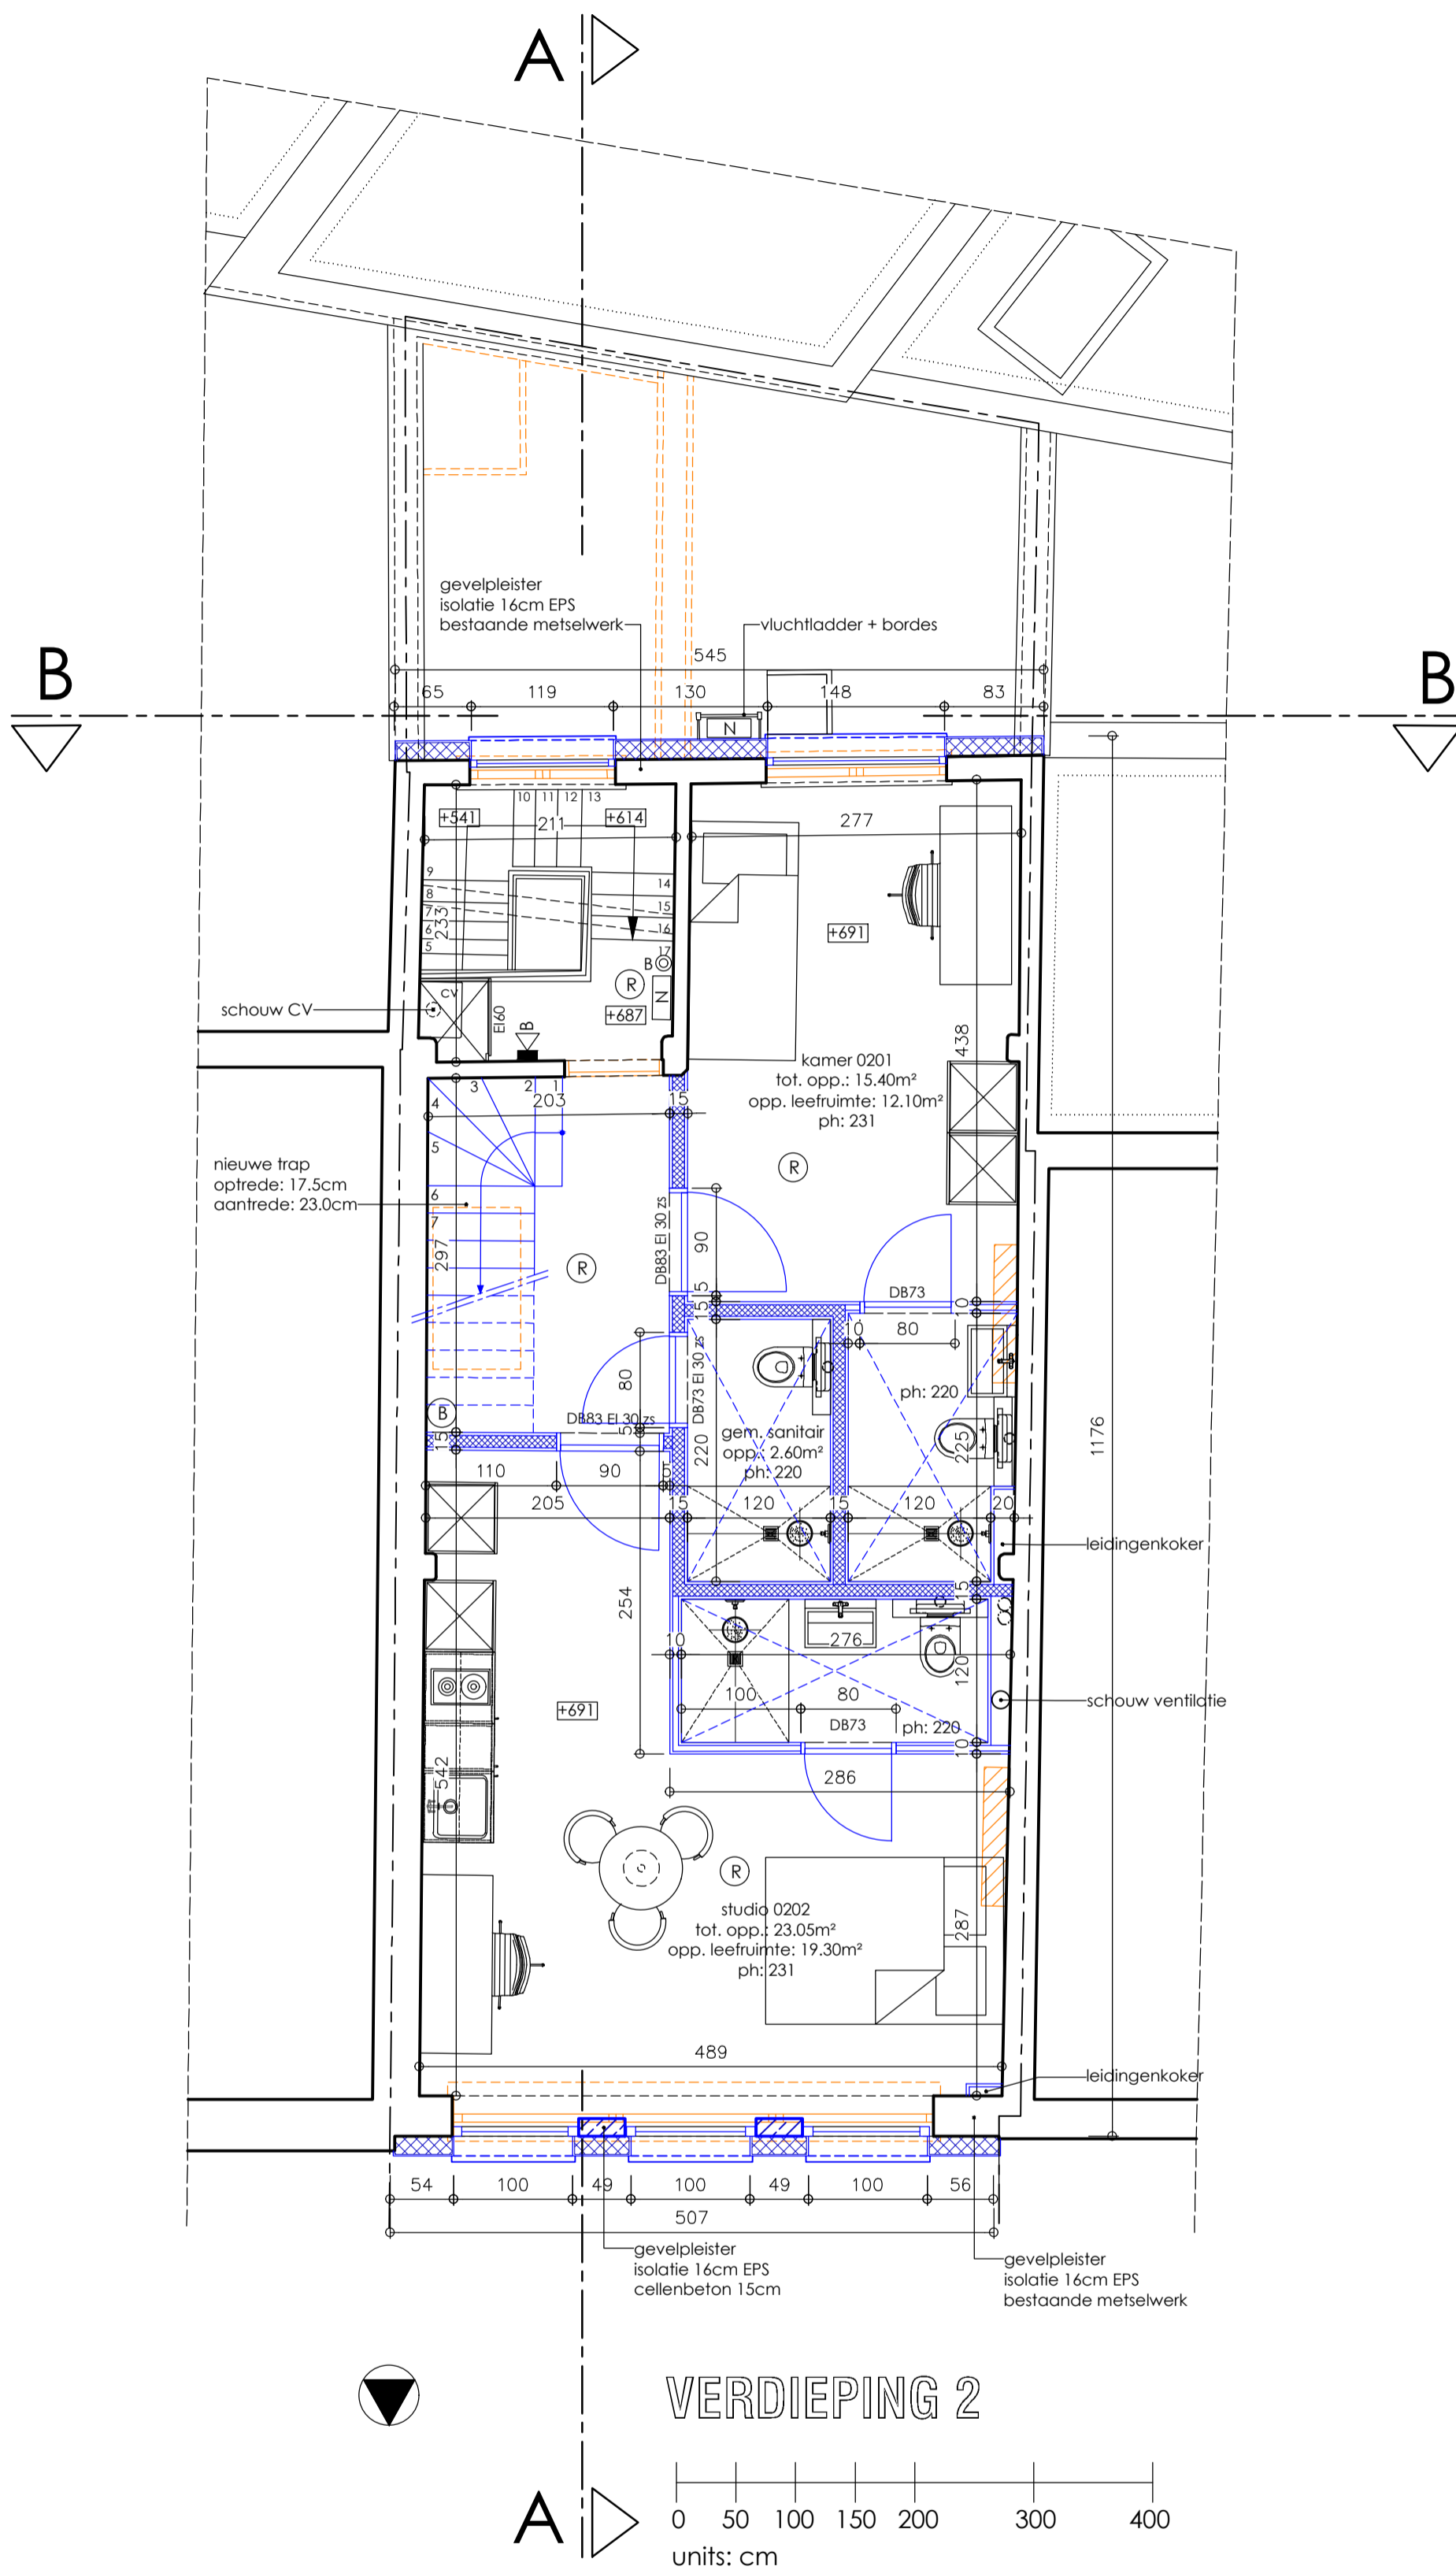 A
gevelpleister
isolatie 16cm EPS
bestaande metselwerk
vluchtladder + bordes
B
B
545
65
119
130
148
83
N
10
11
12
13
+541
211
+614
277
9
8
7
6
5
233
14
15
16
17
B
R
N
+691
+687
schouw CV
CV
EI60
B
438
kamer 0201
tot. opp.: 15.40m²
opp. leefruimte: 12.10m²
ph: 231
3
2
1
203
15
4
5
6
7
nieuwe trap
optrede: 17.5cm
aantrede: 23.0cm
R
297
R
DB83 EI 30 zs
90
5
15
DB73
10
10
80
ph: 220
80
DB73 EI 30 zs
B
DB83 EI 30 zs
5
15
220
gem. sanitair
opp.: 2.60m²
ph: 220
225
1176
110
90
5
205
15
120
15
120
20
leidingenkoker
254
15
10
276
120
100
80
DB73
ph: 220
10
schouw ventilatie
+691
542
286
R
287
studio 0202
tot. opp.: 23.05m²
opp. leefruimte: 19.30m²
ph: 231
489
leidingenkoker
54
100
49
100
49
100
56
507
gevelpleister
isolatie 16cm EPS
cellenbeton 15cm
gevelpleister
isolatie 16cm EPS
bestaande metselwerk
VERDIEPING 2
A
0
50
100
150
200
300
400
units: cm